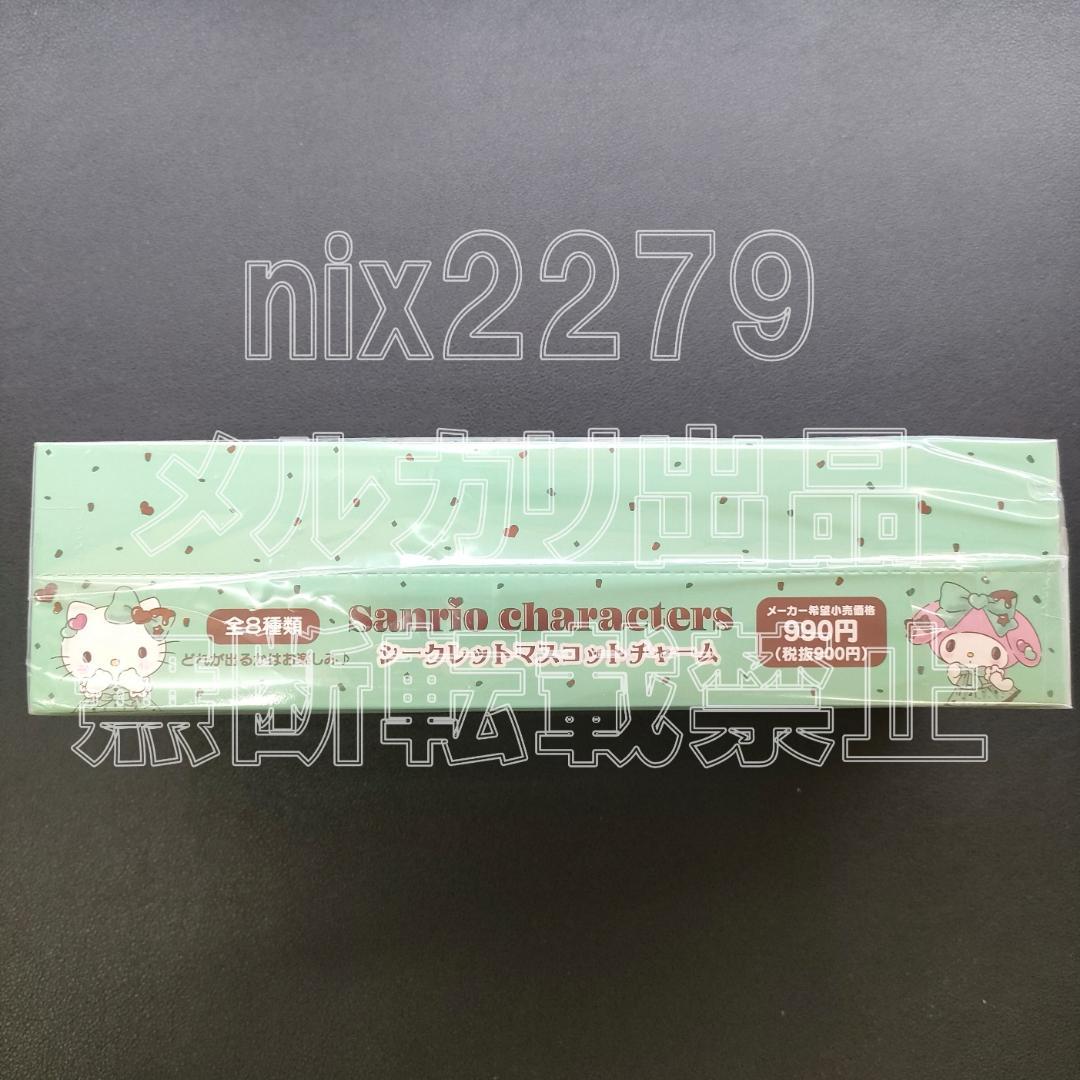 nix2279
メルカリ出品
全8種類
どれが出るかはお楽しみ♪
Sanrio characters
シークレットマスコットチャーム
メーカー希望小売価格
990円
(税抜900円)
無断転載禁止